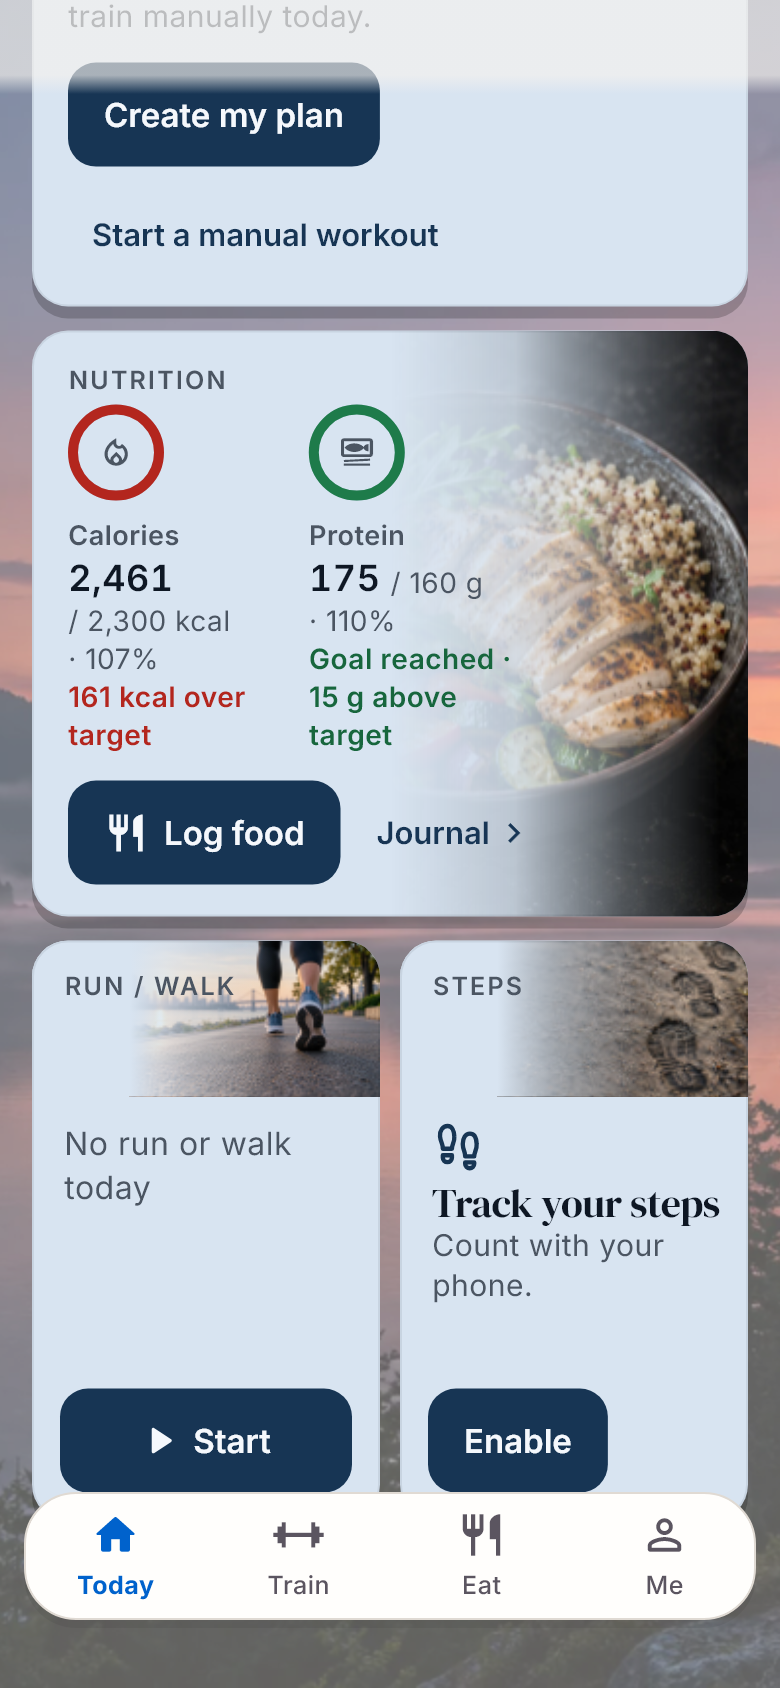 train manually today.
Create my plan
Start a manual workout
NUTRITION
Calories
2,461
/ 2,300 kcal
· 107%
161 kcal over
target
Protein
175 / 160 g
· 110%
Goal reached ·
15 g above
target
Log food
Journal
RUN / WALK
No run or walk
today
Start
STEPS
Track your steps
Count with your
phone.
Enable
Today
Train
Eat
Me